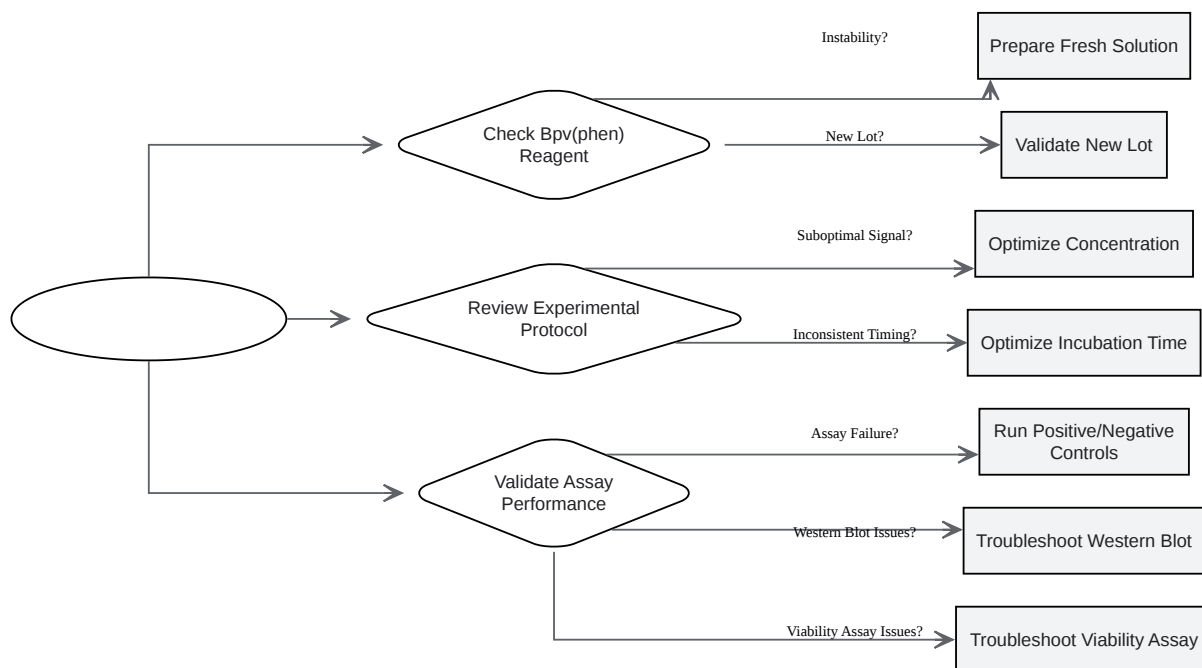 Instability?
Prepare Fresh Solution
Check Bpv(phen)
Reagent
New Lot?
Validate New Lot
Suboptimal Signal?
Optimize Concentration
Review Experimental
Protocol
Inconsistent Timing?
Optimize Incubation Time
Assay Failure?
Run Positive/Negative
Controls
Validate Assay
Performance
Western Blot Issues?
Troubleshoot Western Blot
Viability Assay Issues?
Troubleshoot Viability Assay